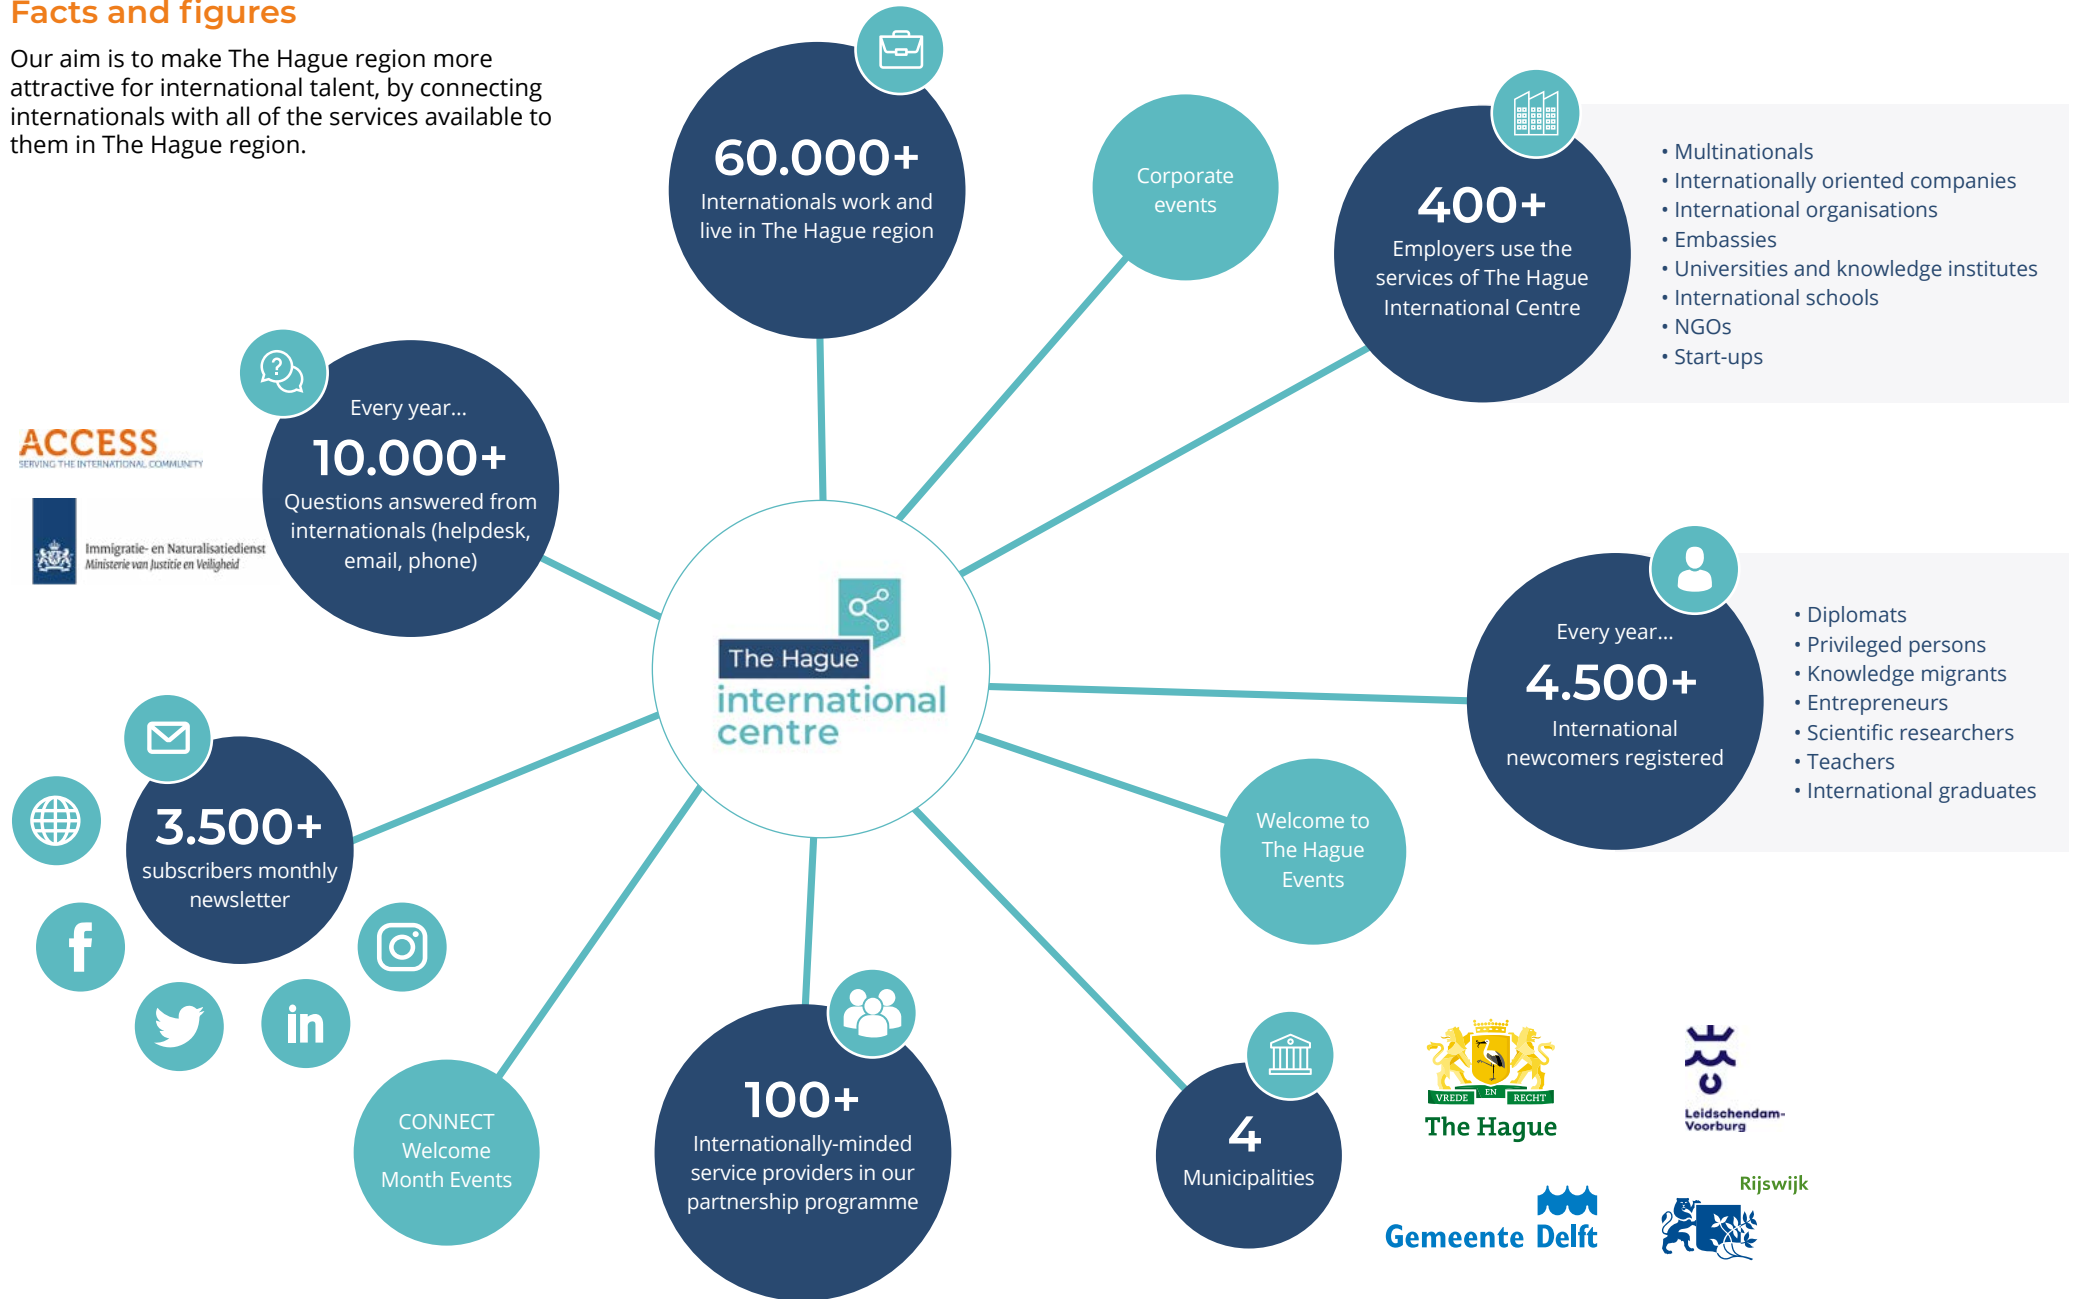 Facts and figures
Our aim is to make The Hague region more
attractive for international talent, by connecting
internationals with all of the services available to
them in The Hague region.
60.000+
Internationals work and
live in The Hague region
Corporate
events
400+
Employers use the
services of The Hague
International Centre
• Multinationals
• Internationally oriented companies
• International organisations
• Embassies
• Universities and knowledge institutes
• International schools
• NGOs
• Start-ups
?
Every year...
10.000+
Questions answered from
internationals (helpdesk,
email, phone)
ACCESS
SERVING THE INTERNATIONAL COMMUNITY
Immigratie- en Naturalisatiedienst
Ministerie van Justitie en Veiligheid
The Hague
international
centre
Every year...
4.500+
International
newcomers registered
• Diplomats
• Privileged persons
• Knowledge migrants
• Entrepreneurs
• Scientific researchers
• Teachers
• International graduates
3.500+
subscribers monthly
newsletter
f
in
Welcome to
The Hague
Events
CONNECT
Welcome
Month Events
100+
Internationally-minded
service providers in our
partnership programme
4
Municipalities
VREDE EN RECHT
The Hague
Leidschendam-
Voorburg
Gemeente Delft
Rijswijk